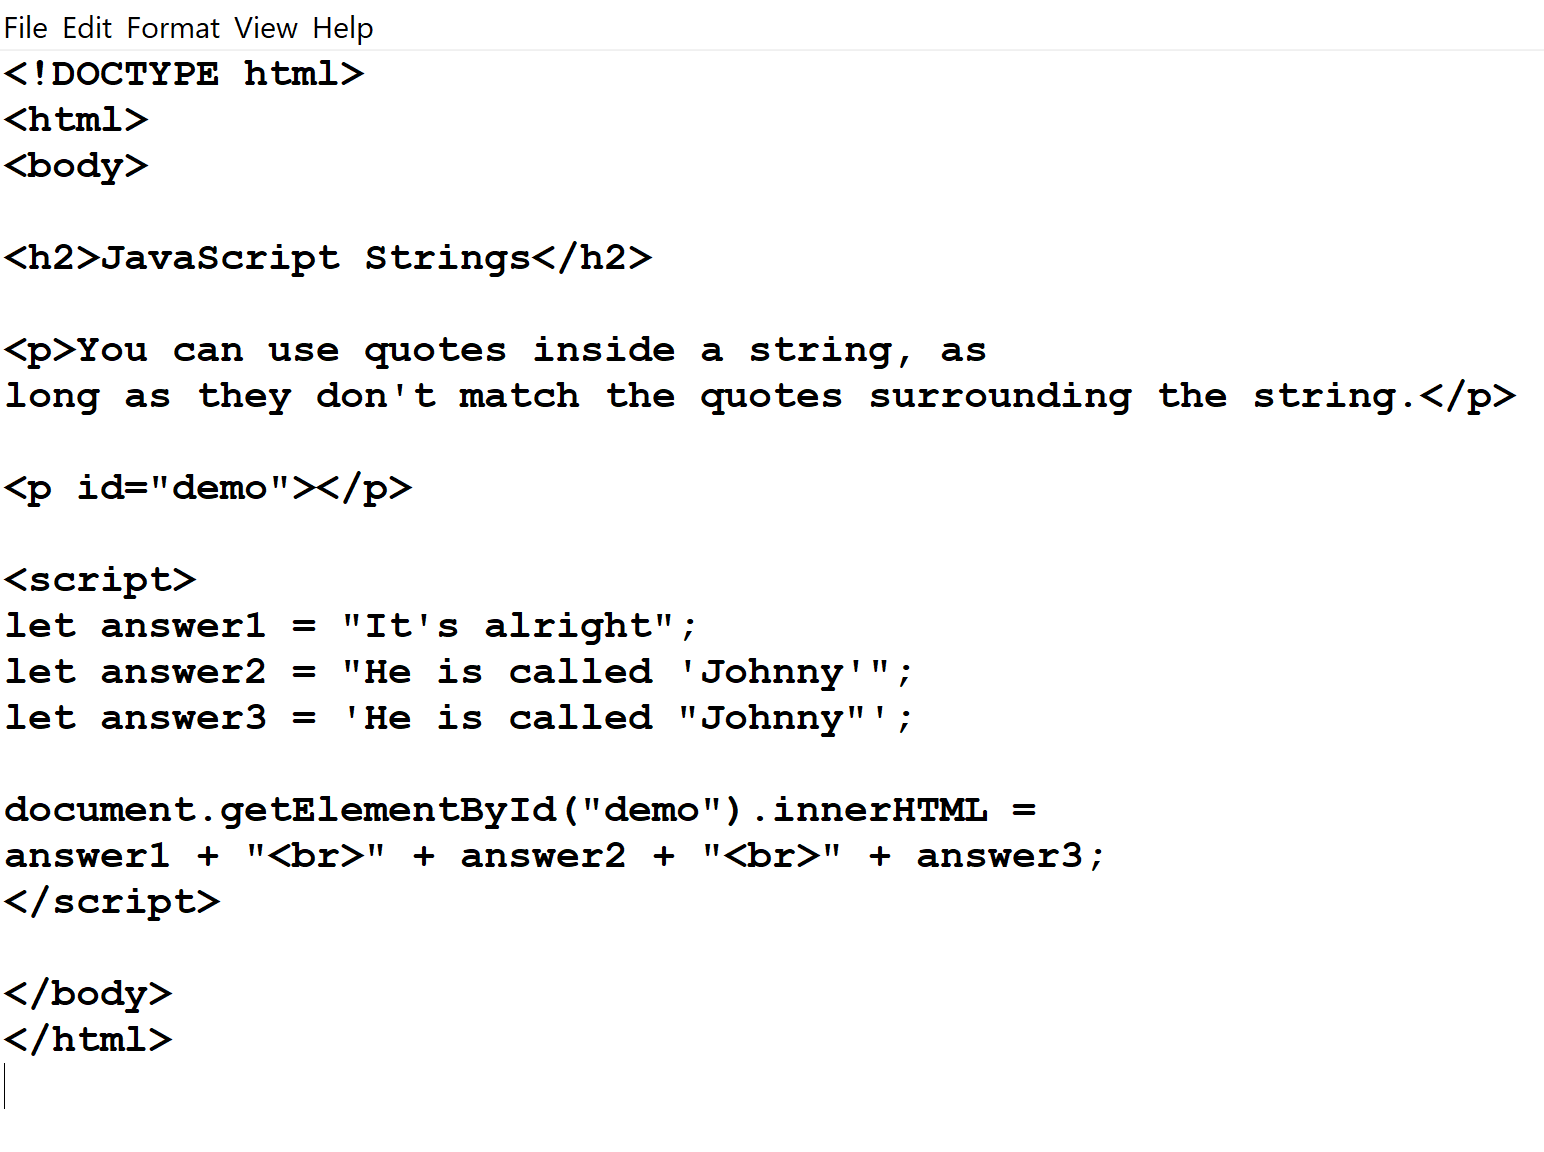 File Edit Format View Help
<!DOCTYPE html>
<html>
<body>
<h2>JavaScript Strings</h2>
<p>You can use quotes inside a string, as
long as they don't match the quotes surrounding the string.</p>
<p id="demo"></p>
<script>
let answer1 = "It's alright";
let answer2 = "He is called 'Johnny'";
let answer3 = 'He is called "Johnny"';
document.getElementById("demo").innerHTML =
answer1 + "<br>" + answer2 + "<br>" + answer3;
</script>
</body>
</html>